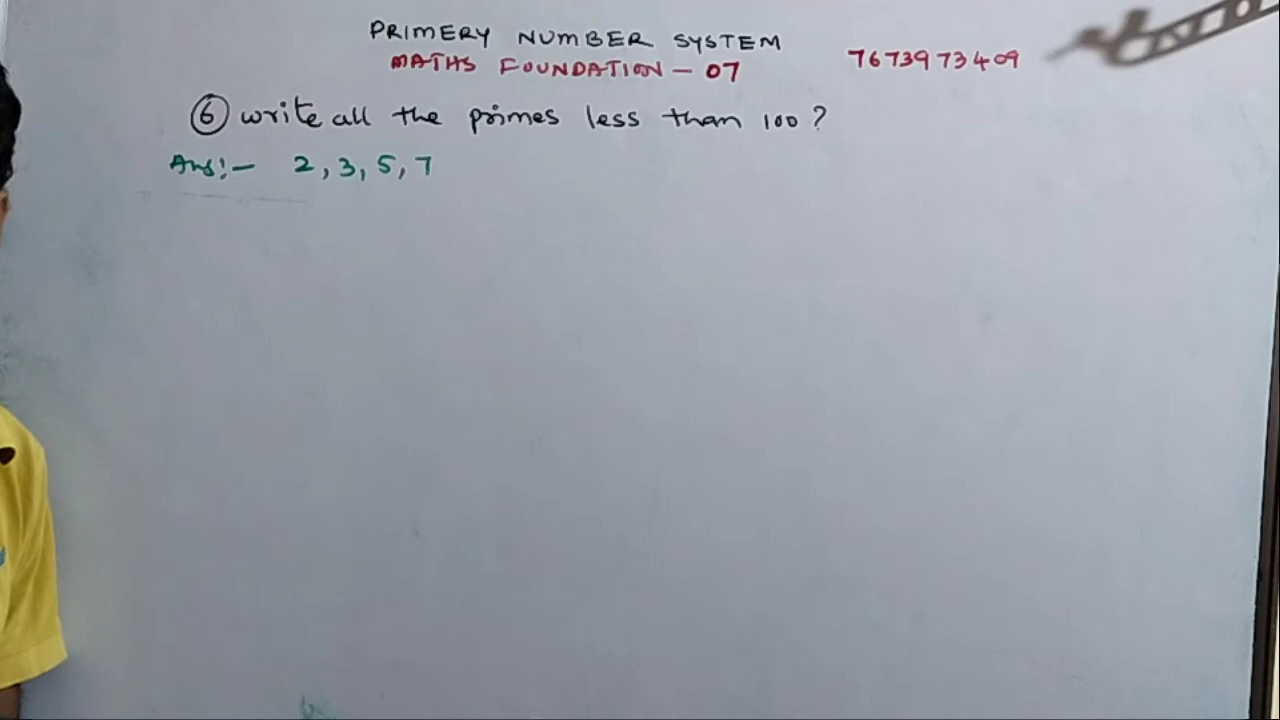 PRIMERY NUMBER SYSTEM
MATHS FOUNDATION - 07 7673973409
⑥ write all the primes less than 100 ?
Ans:- 2, 3, 5, 7